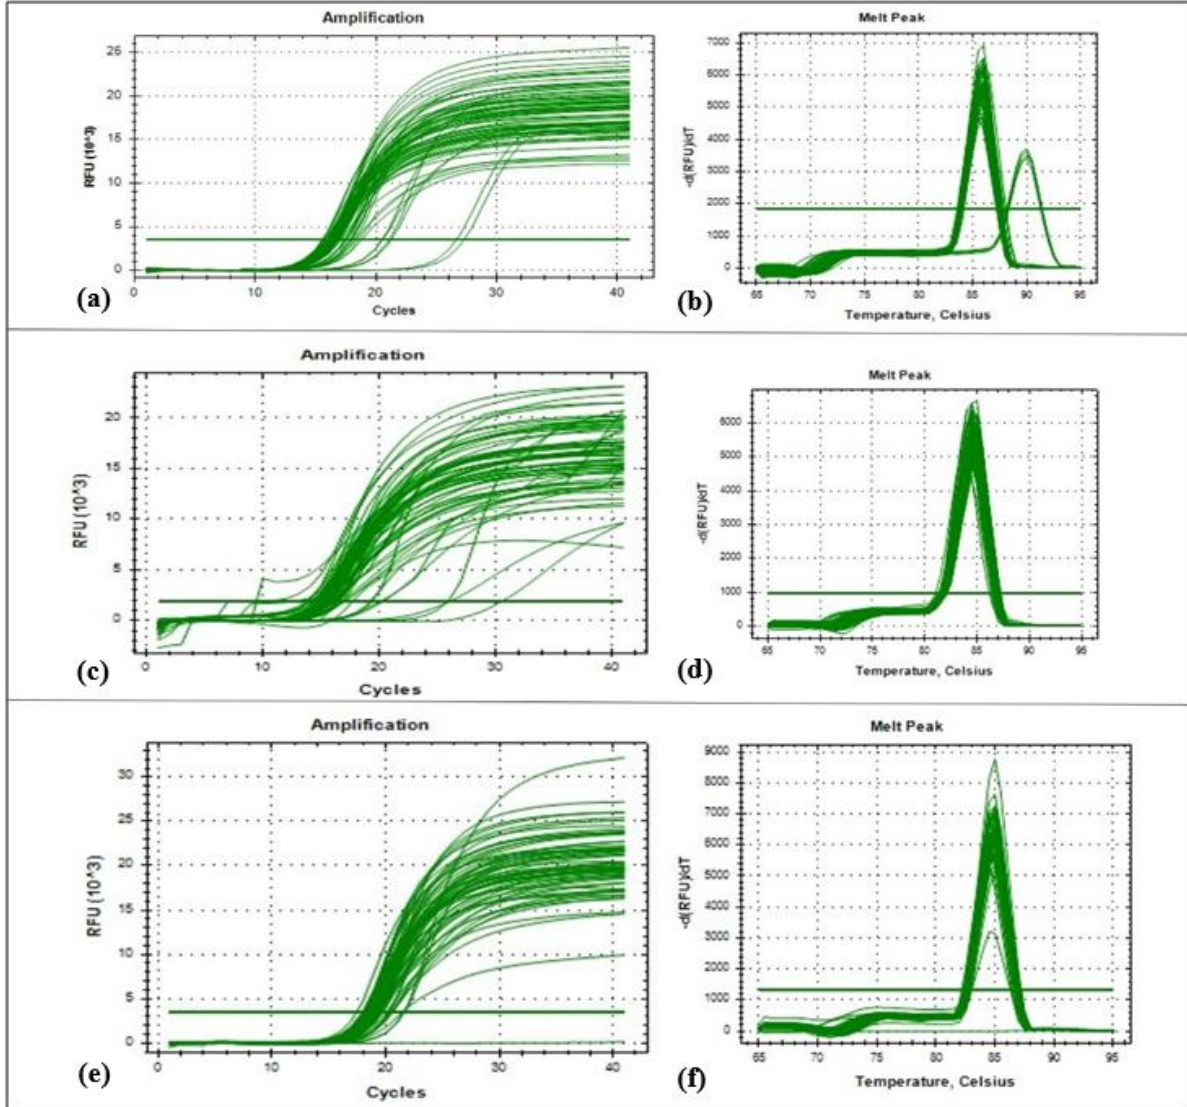 Amplification
25
20
15
10
5
0
RFU (10^3)
0 10 20 30 40
Cycles
(a)
Melt Peak
7000
6000
5000
4000
3000
2000
1000
0
-d(RFU)/dT
65 70 75 80 85 90 95
Temperature, Celsius
(b)
Amplification
20
15
10
5
0
RFU (10^3)
0 10 20 30 40
Cycles
(c)
Melt Peak
6000
5000
4000
3000
2000
1000
0
-d(RFU)/dT
65 70 75 80 85 90 95
Temperature, Celsius
(d)
Amplification
30
25
20
15
10
5
0
RFU (10^3)
0 10 20 30 40
Cycles
(e)
Melt Peak
9000
8000
7000
6000
5000
4000
3000
2000
1000
0
-d(RFU)/dT
65 70 75 80 85 90 95
Temperature, Celsius
(f)